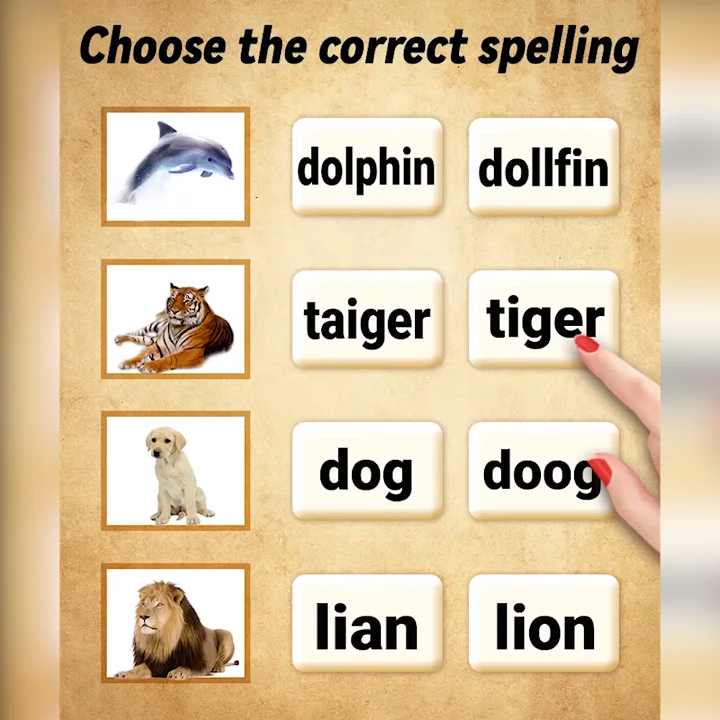 Choose the correct spelling
dolphin dollfin
taiger tiger
dog doog
lian lion